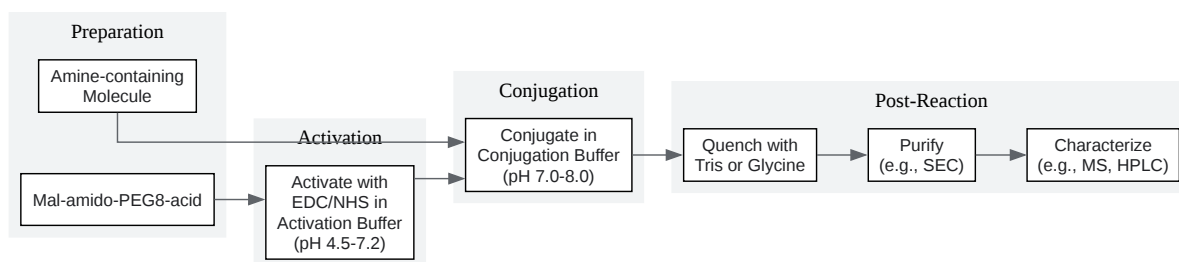 Preparation
Amine-containing
Molecule
Mal-amido-PEG8-acid
Activation
Activate with
EDC/NHS in
Activation Buffer
(pH 4.5-7.2)
Conjugation
Conjugate in
Conjugation Buffer
(pH 7.0-8.0)
Post-Reaction
Quench with
Tris or Glycine
Purify
(e.g., SEC)
Characterize
(e.g., MS, HPLC)